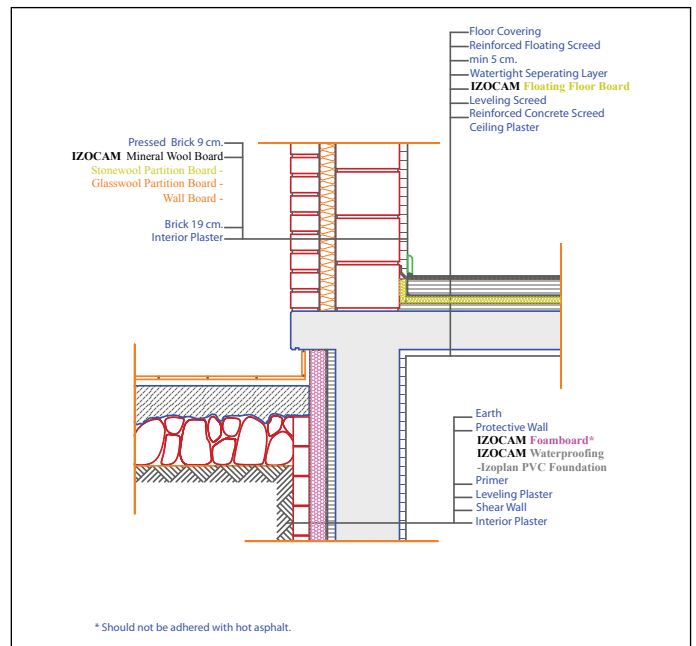 Floor Covering
Reinforced Floating Screed
min 5 cm.
Watertight Seperating Layer
IZOCAM Floating Floor Board
Leveling Screed
Reinforced Concrete Screed
Ceiling Plaster
Pressed Brick 9 cm.
IZOCAM Mineral Wool Board
Stonewool Partition Board -
Glasswool Partition Board -
Wall Board -
Brick 19 cm.
Interior Plaster
Earth
Protective Wall
IZOCAM Foamboard*
IZOCAM Waterproofing
-Izoplan PVC Foundation
Primer
Leveling Plaster
Shear Wall
Interior Plaster
* Should not be adhered with hot asphalt.